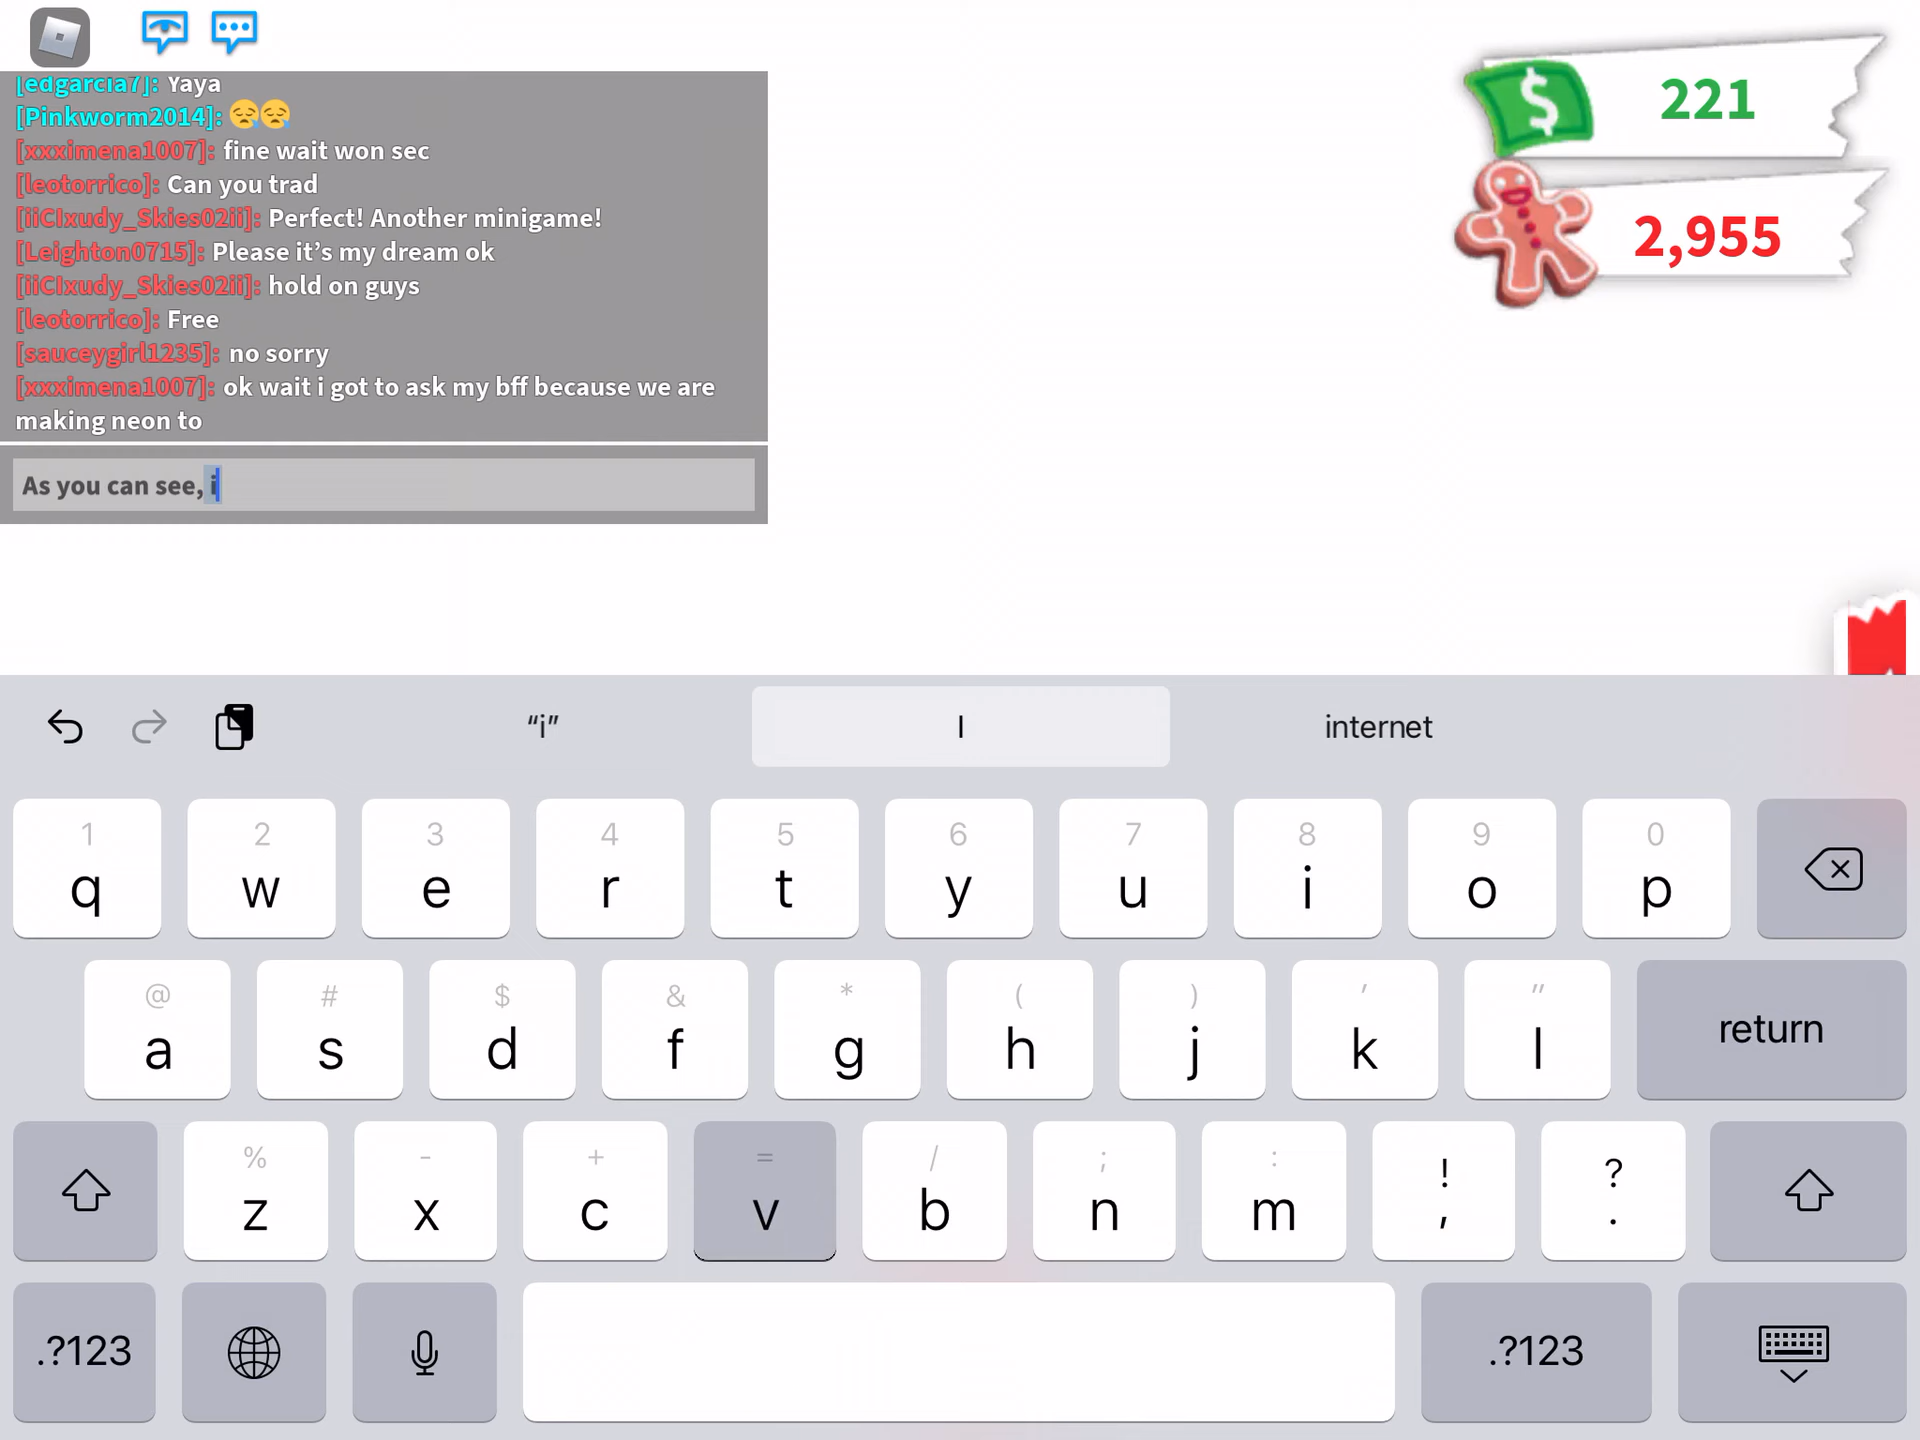 [edgarcia7]: Yaya
[Pinkworm2014]: 😪😪
[xxximena1007]: fine wait won sec
[leotorrico]: Can you trad
[iiCIxudy_Skies02ii]: Perfect! Another minigame!
[Leighton0715]: Please it’s my dream ok
[iiCIxudy_Skies02ii]: hold on guys
[leotorrico]: Free
[sauceygirl1235]: no sorry
[xxximena1007]: ok wait i got to ask my bff because we are
making neon to
As you can see, i
$ 221
2,955
“i” I internet
1 2 3 4 5 6 7 8 9 0
q w e r t y u i o p
@ # $ & * ( ) ' "
a s d f g h j k l return
% - + = / ; : ! ?
z x c v b n m , .
.?123 .?123